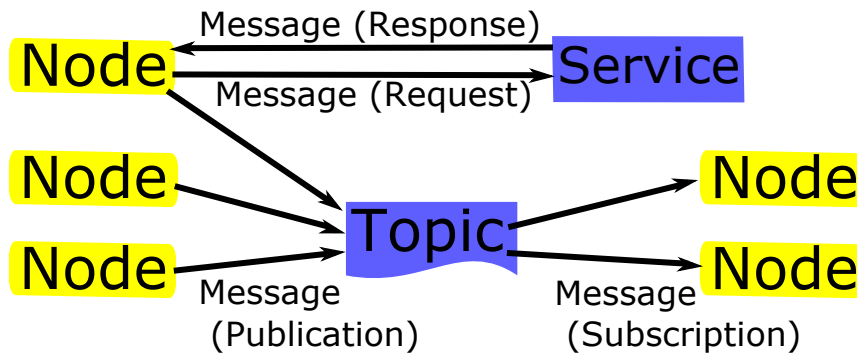 Message (Response)
Node
Service
Message (Request)
Node
Node
Topic
Node
Node
Message
(Publication)
Message
(Subscription)